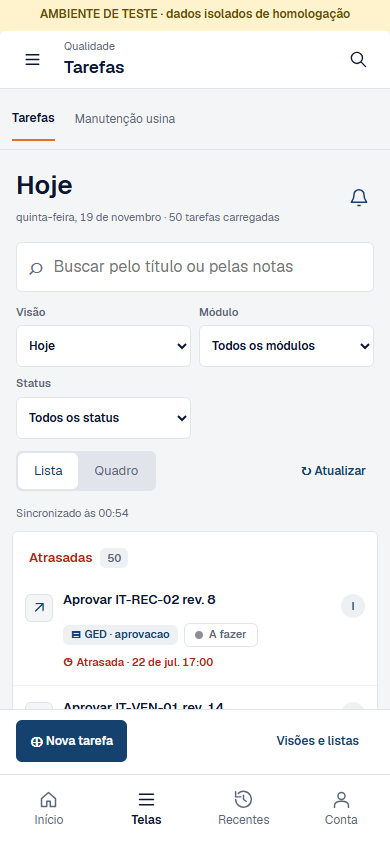 AMBIENTE DE TESTE · dados isolados de homologação
Qualidade
Tarefas
Tarefas
Manutenção usina
Hoje
quinta-feira, 19 de novembro · 50 tarefas carregadas
Buscar pelo título ou pelas notas
Visão
Módulo
Hoje
Todos os módulos
Status
Todos os status
Lista
Quadro
↻ Atualizar
Sincronizado às 00:54
Atrasadas 50
Aprovar IT-REC-02 rev. 8
I
GED · aprovacao
A fazer
Atrasada · 22 de jul. 17:00
Aprovar IT-VEN-01 rev. 14
Nova tarefa
Visões e listas
Início
Telas
Recentes
Conta